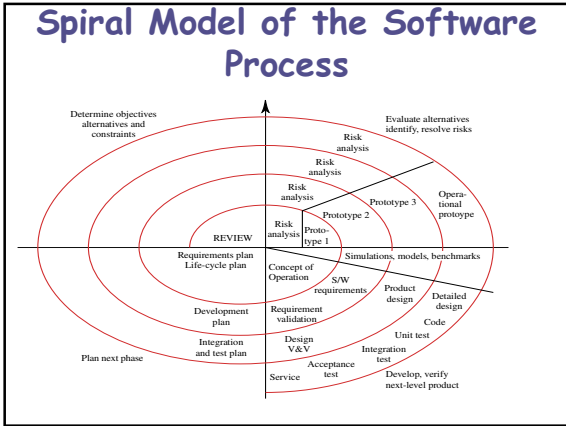 Spiral Model of the Software
Process
Determine objectives
alternatives and
constraints
Evaluate alternatives
identify, resolve risks
Risk
analysis
Risk
analysis
Risk
analysis
Risk
analysis
Proto-
type 1
Prototype 2
Prototype 3
Opera-
tional
protoype
REVIEW
Requirements plan
Life-cycle plan
Simulations, models, benchmarks
Concept of
Operation
S/W
requirements
Product
design
Detailed
design
Development
plan
Requirement
validation
Code
Unit test
Integration
and test plan
Design
V&V
Integration
test
Plan next phase
Acceptance
test
Service
Develop, verify
next-level product